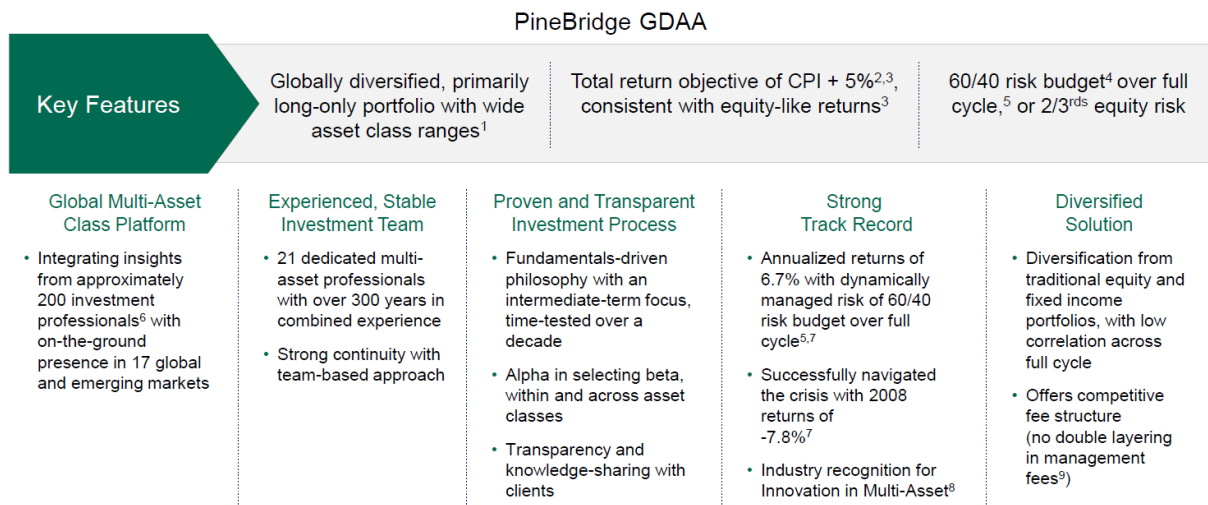 PineBridge GDAA
Key Features
Globally diversified, primarily
long-only portfolio with wide
asset class ranges1
Total return objective of CPI + 5%2,3,
consistent with equity-like returns3
60/40 risk budget4 over full
cycle,5 or 2/3rds equity risk
Global Multi-Asset
Class Platform
• Integrating insights
from approximately
200 investment
professionals6 with
on-the-ground
presence in 17 global
and emerging markets
Experienced, Stable
Investment Team
• 21 dedicated multi-
asset professionals
with over 300 years in
combined experience
• Strong continuity with
team-based approach
Proven and Transparent
Investment Process
• Fundamentals-driven
philosophy with an
intermediate-term focus,
time-tested over a
decade
• Alpha in selecting beta,
within and across asset
classes
• Transparency and
knowledge-sharing with
clients
Strong
Track Record
• Annualized returns of
6.7% with dynamically
managed risk of 60/40
risk budget over full
cycle5,7
• Successfully navigated
the crisis with 2008
returns of
-7.8%7
• Industry recognition for
Innovation in Multi-Asset8
Diversified
Solution
• Diversification from
traditional equity and
fixed income
portfolios, with low
correlation across
full cycle
• Offers competitive
fee structure
(no double layering
in management
fees9)